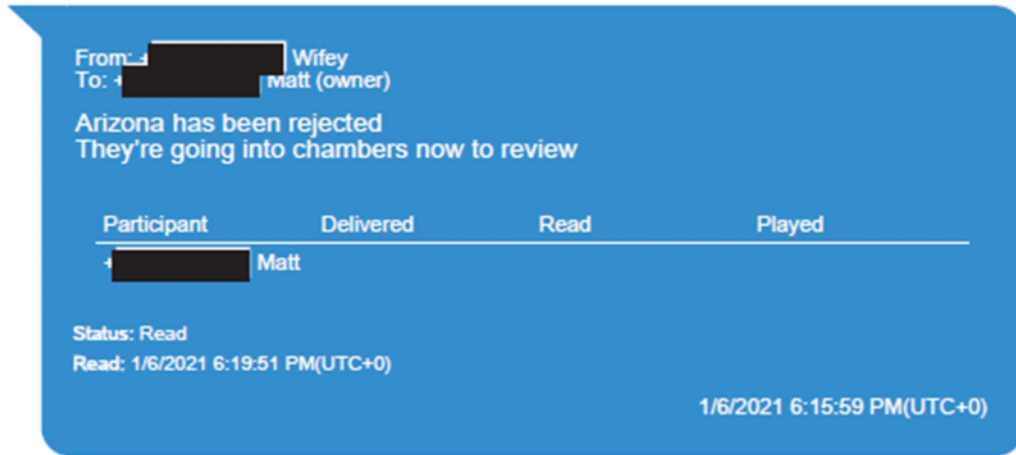 From: + Wifey
To: + Matt (owner)
Arizona has been rejected
They're going into chambers now to review
Participant Delivered Read Played
+ Matt
Status: Read
Read: 1/6/2021 6:19:51 PM(UTC+0)
1/6/2021 6:15:59 PM(UTC+0)